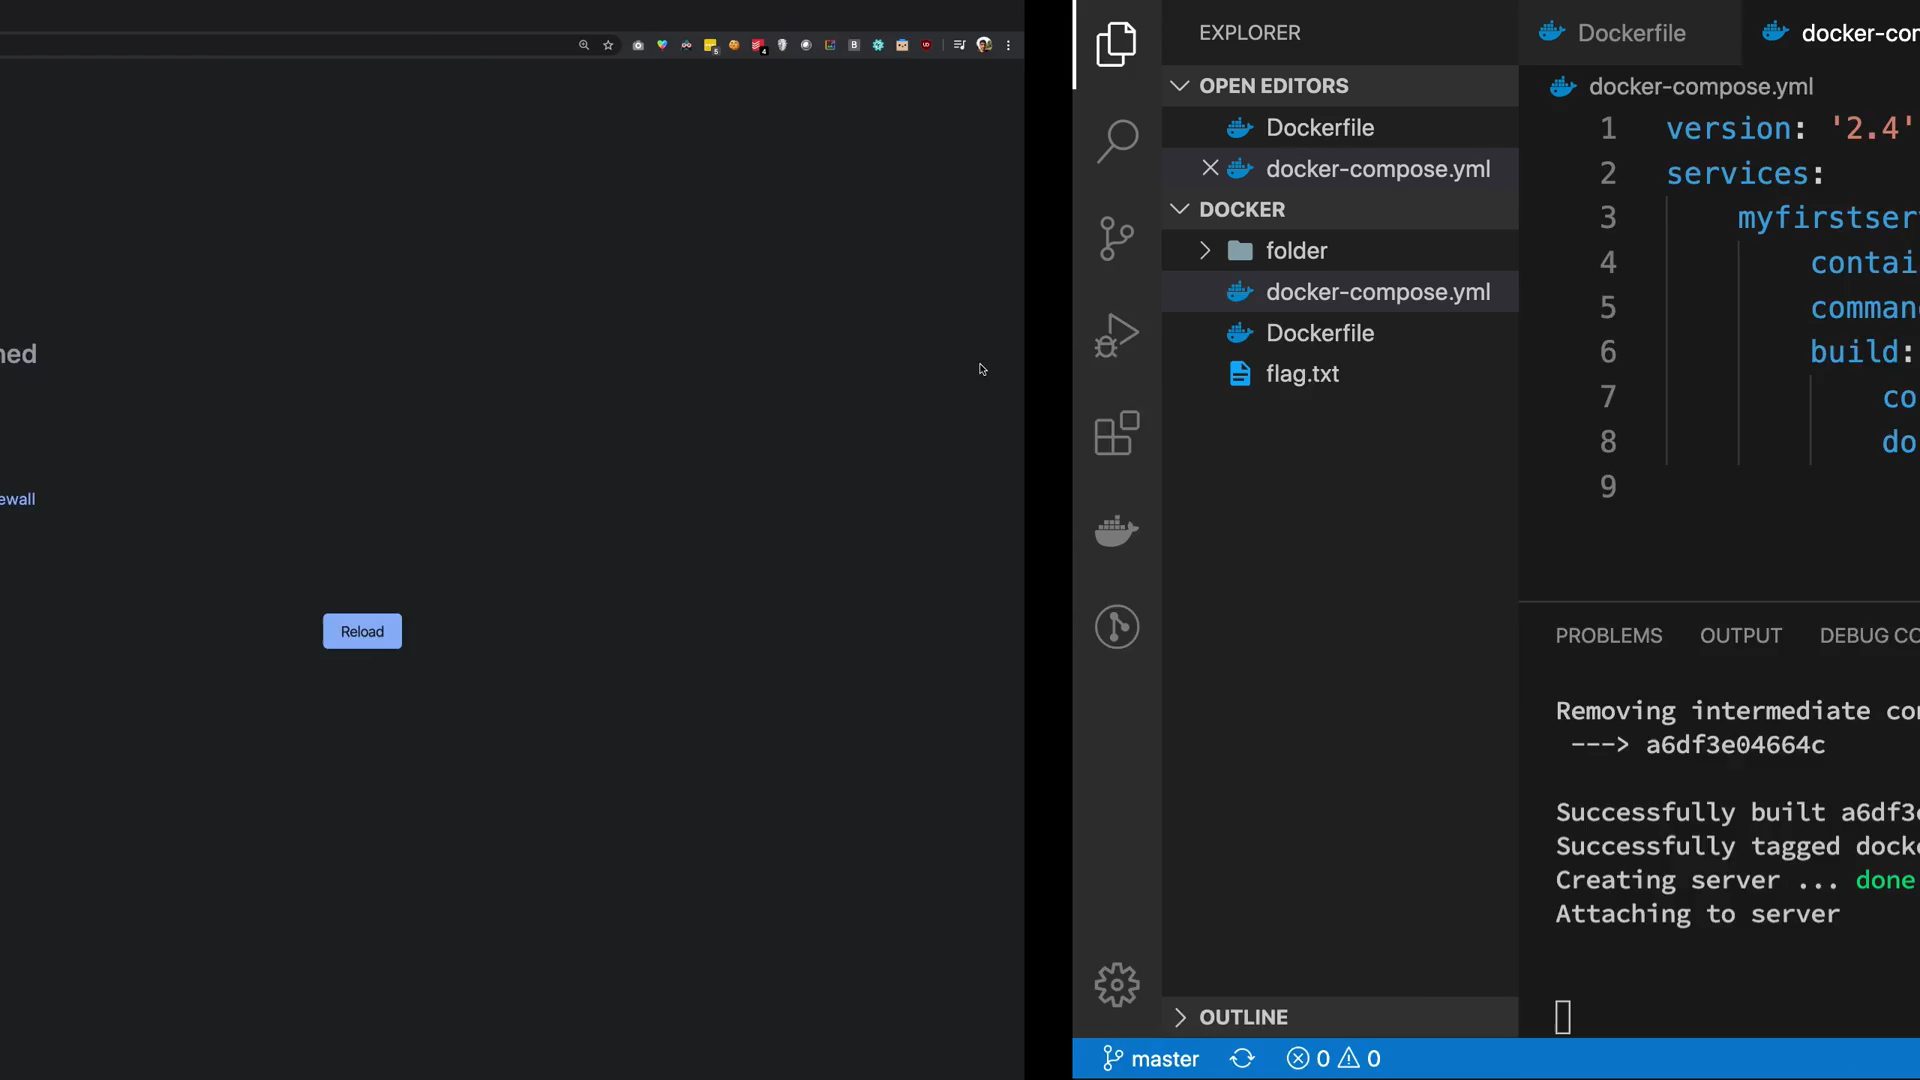 ned
ewall
Reload
EXPLORER
OPEN EDITORS
Dockerfile
docker-compose.yml
DOCKER
folder
docker-compose.yml
Dockerfile
flag.txt
OUTLINE
master
0
0
Dockerfile
docker-con
docker-compose.yml
1 version: '2.4'
2 services:
3 myfirstser
4 contai
5 comman
6 build:
7 co
8 do
9
PROBLEMS OUTPUT DEBUG CO
Removing intermediate co
---> a6df3e04664c
Successfully built a6df3
Successfully tagged dock
Creating server ... done
Attaching to server